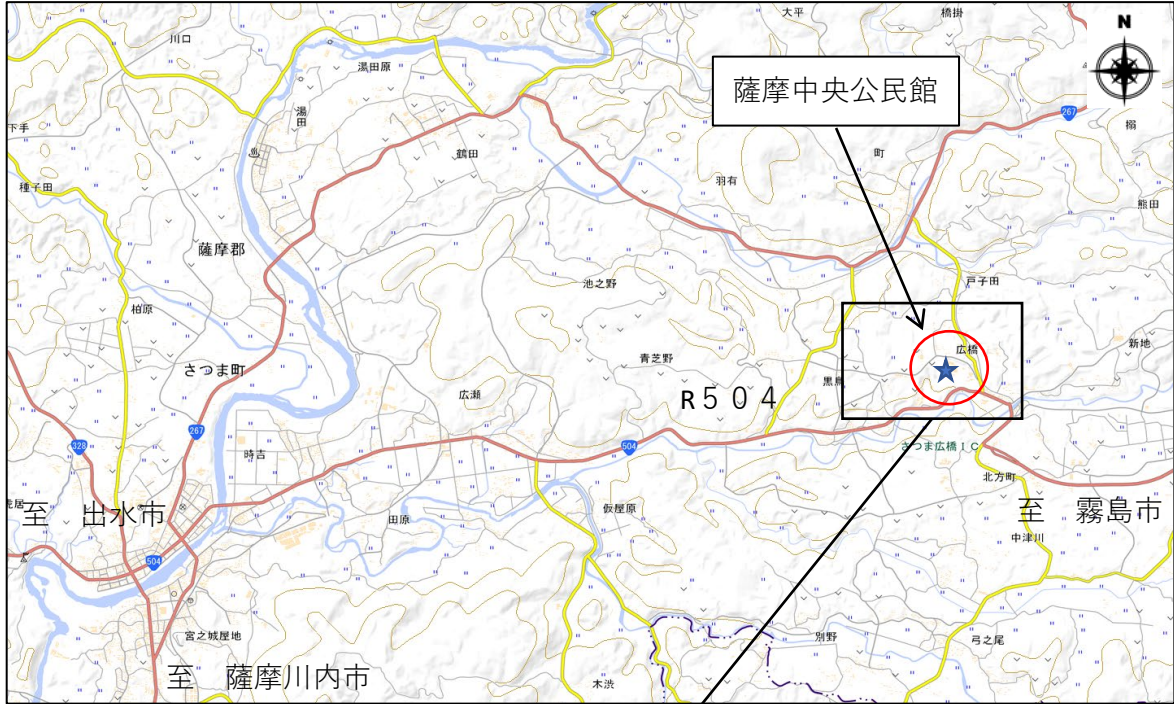 大平
橋掛
川口
N
湯田原
薩摩中央公民館
湯田
267
下手
鶴田
町
種子田
羽有
熊田
薩摩郡
戸子田
池之野
柏原
広橋
新地
青芝野
さつま町
黒鳥
広瀬
R504
267
328
504
時吉
さつま広橋IC
北方町
至 出水市
田原
仮屋原
至 霧島市
中津川
504
宮之城屋地
別野
弓之尾
至 薩摩川内市
木渋